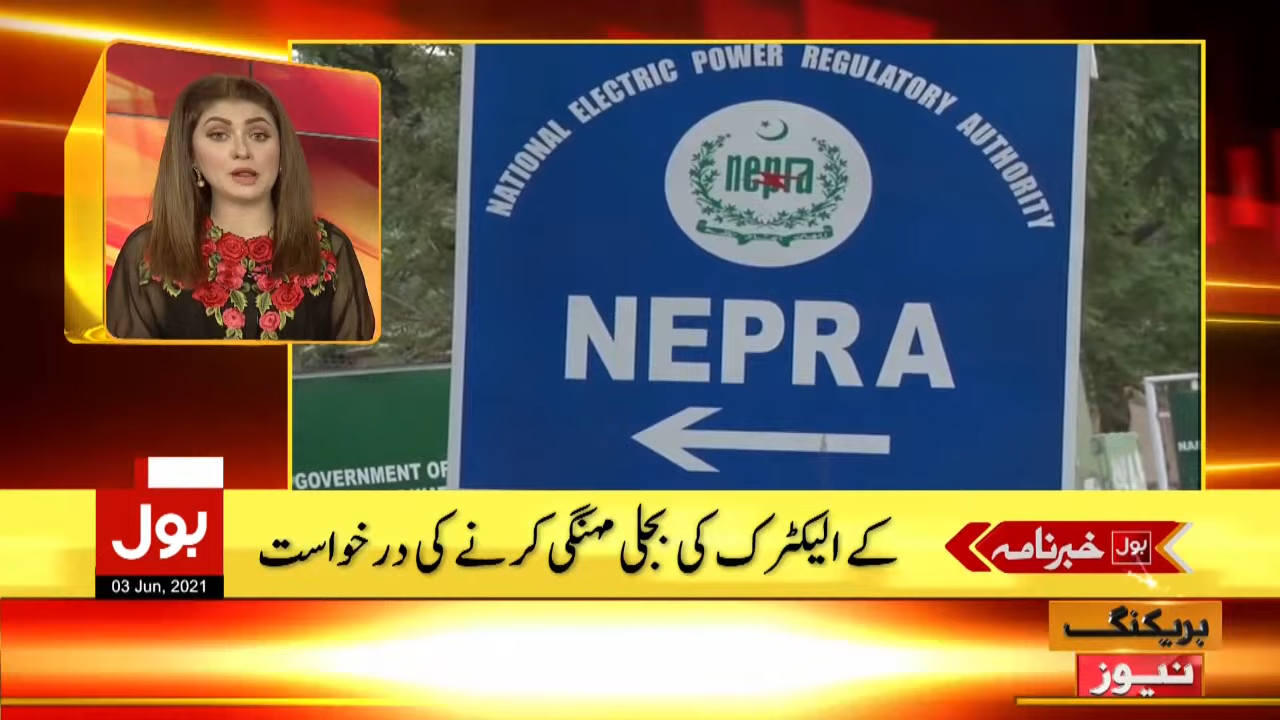 NATIONAL ELECTRIC POWER REGULATORY AUTHORITY
nepra
NEPRA
GOVERNMENT OF
بول
03 Jun, 2021
کے الیکٹرک کی بجلی مہنگی کرنے کی درخواست
خبرنامہ بول
بریکنگ
نیوز